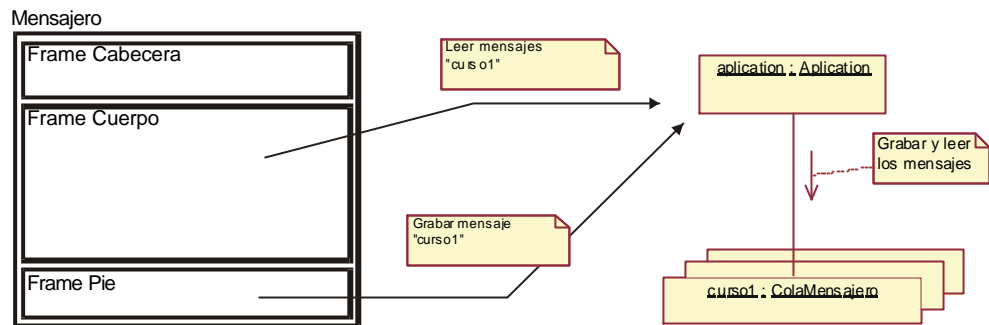 Mensajero
Frame Cabecera
Leer mensajes
"curso1"
aplication : Aplication
Frame Cuerpo
Grabar y leer
los mensajes
Grabar mensaje
"curso1"
Frame Pie
curso1 : ColaMensajero